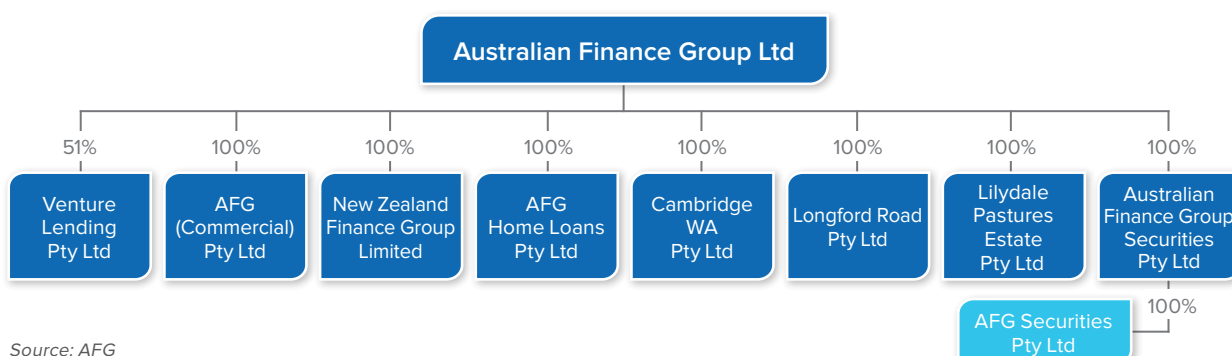 Australian Finance Group Ltd
51%
100%
100%
100%
100%
100%
100%
100%
Venture
Lending
Pty Ltd
AFG
(Commercial)
Pty Ltd
New Zealand
Finance Group
Limited
AFG
Home Loans
Pty Ltd
Cambridge
WA
Pty Ltd
Longford Road
Pty Ltd
Lilydale
Pastures
Estate
Pty Ltd
Australian
Finance Group
Securities
Pty Ltd
100%
AFG Securities
Pty Ltd
Source: AFG